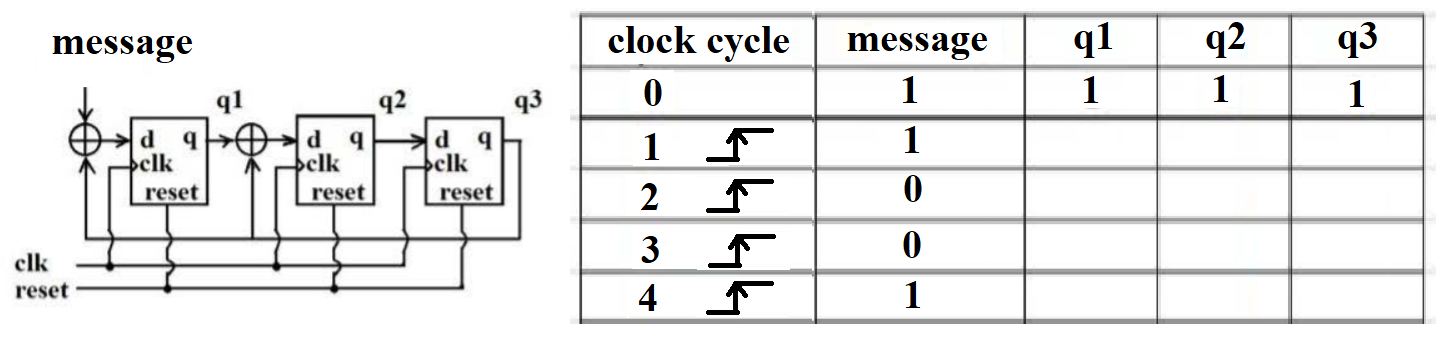 message
q1 q2 q3
d q d q d q
clk clk clk
reset reset reset
clk
reset
clock cycle message q1 q2 q3
0 1 1 1 1
1 1
2 0
3 0
4 1